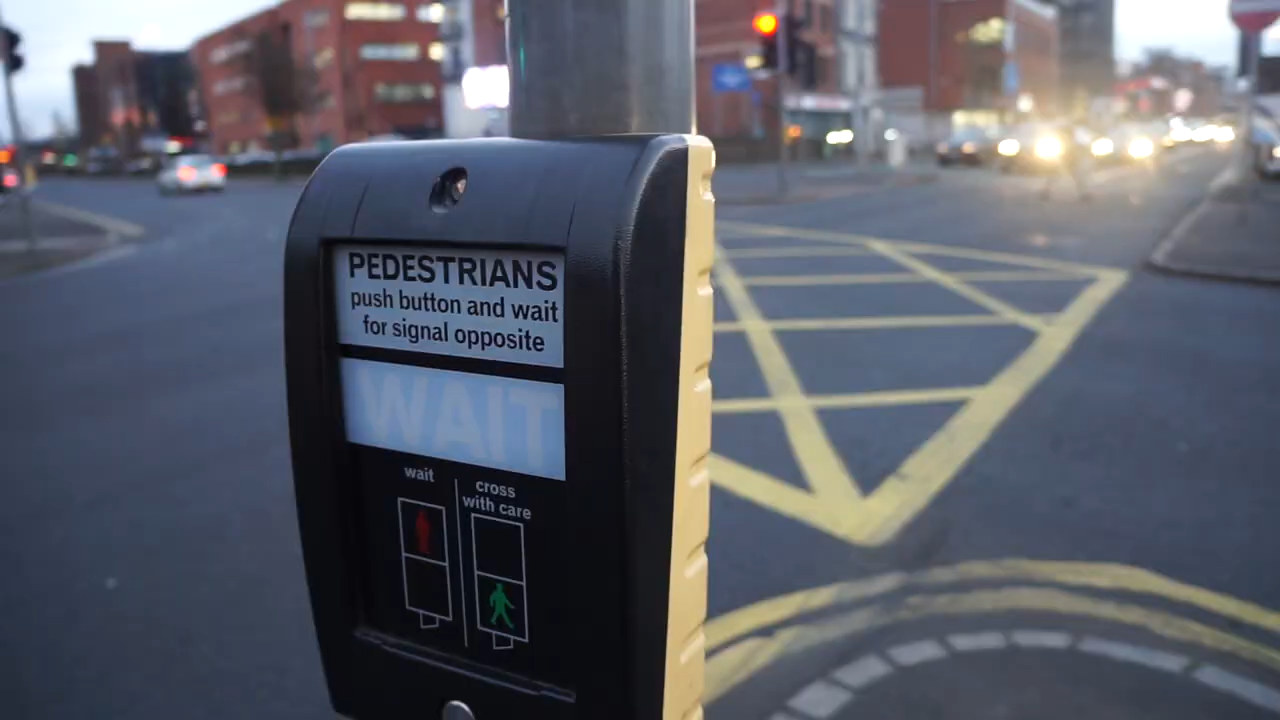 PEDESTRIANS
push button and wait
for signal opposite
WAIT
wait
cross
with care